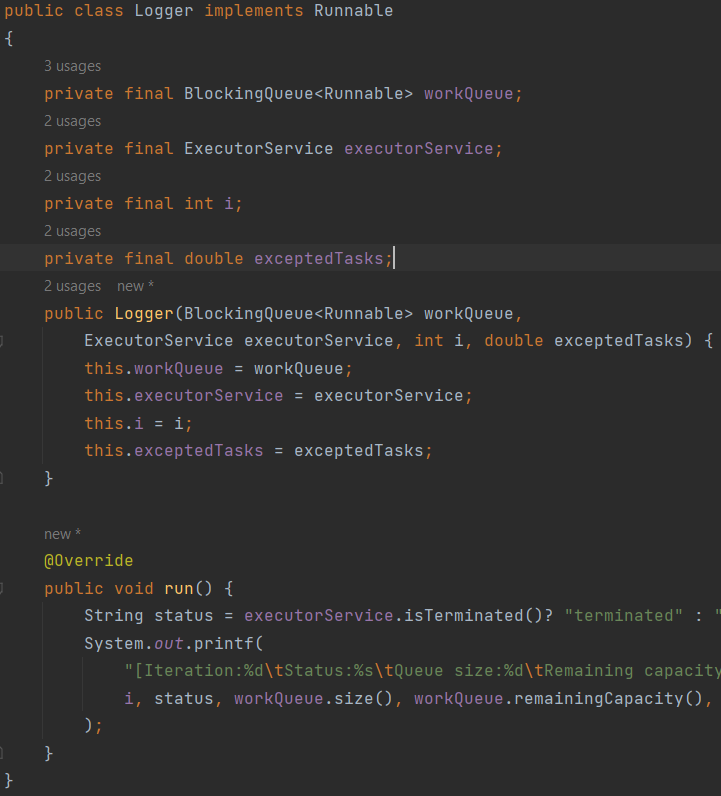 public class Logger implements Runnable
{
3 usages
private final BlockingQueue<Runnable> workQueue;
2 usages
private final ExecutorService executorService;
2 usages
private final int i;
2 usages
private final double exceptedTasks;
2 usages new *
public Logger(BlockingQueue<Runnable> workQueue,
ExecutorService executorService, int i, double exceptedTasks) {
this.workQueue = workQueue;
this.executorService = executorService;
this.i = i;
this.exceptedTasks = exceptedTasks;
}
new *
@Override
public void run() {
String status = executorService.isTerminated()? "terminated" : "
System.out.printf(
"[Iteration:%d\tStatus:%s\tQueue size:%d\tRemaining capacity
i, status, workQueue.size(), workQueue.remainingCapacity(),
);
}
}